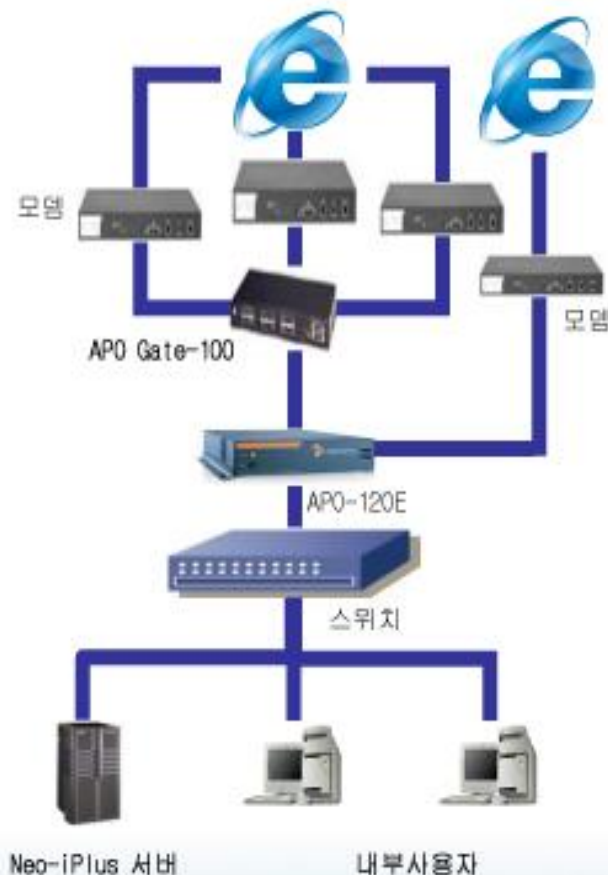 모뎀
모뎀
APO Gate-100
APO-120E
스위치
Neo-iPlus 서버
내부사용자